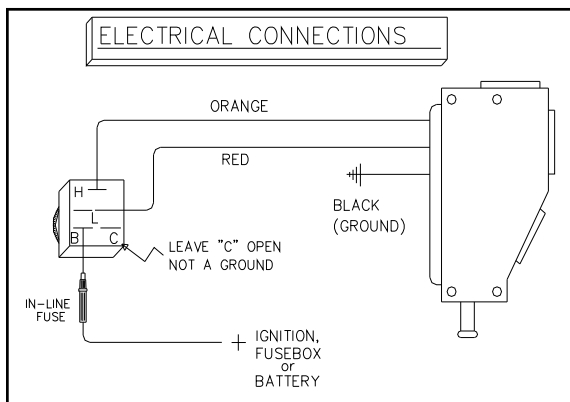 ELECTRICAL CONNECTIONS
ORANGE
RED
H
L
B C
BLACK
(GROUND)
LEAVE "C" OPEN
NOT A GROUND
IN-LINE
FUSE
+ IGNITION,
FUSEBOX
or
BATTERY